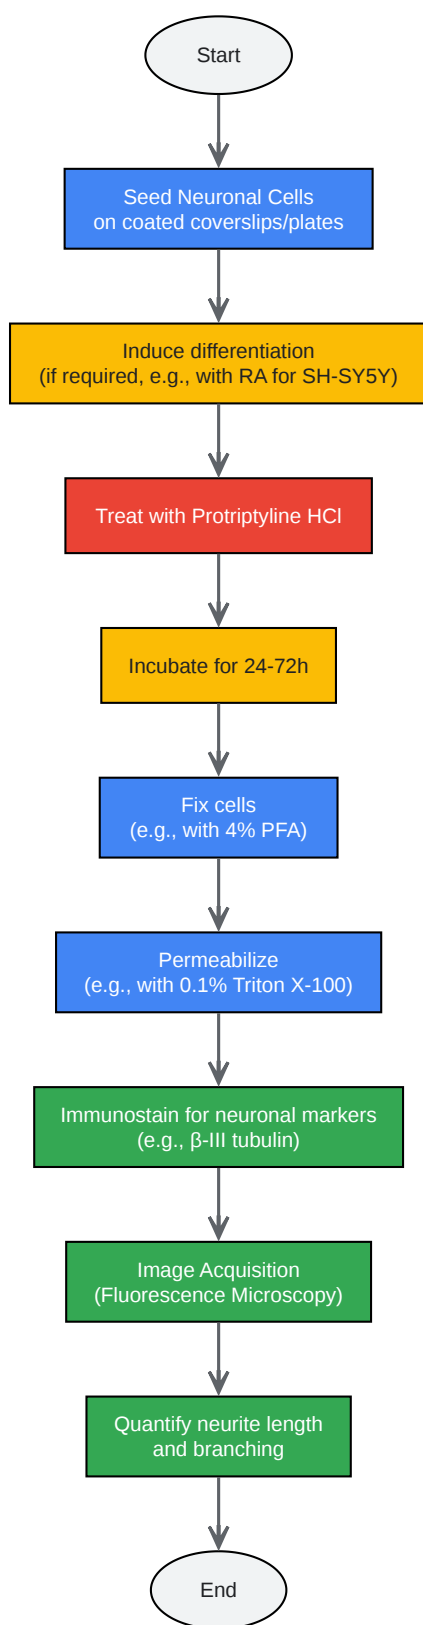 Start
Seed Neuronal Cells
on coated coverslips/plates
Induce differentiation
(if required, e.g., with RA for SH-SY5Y)
Treat with Protriptyline HCl
Incubate for 24-72h
Fix cells
(e.g., with 4% PFA)
Permeabilize
(e.g., with 0.1% Triton X-100)
Immunostain for neuronal markers
(e.g., β-III tubulin)
Image Acquisition
(Fluorescence Microscopy)
Quantify neurite length
and branching
End